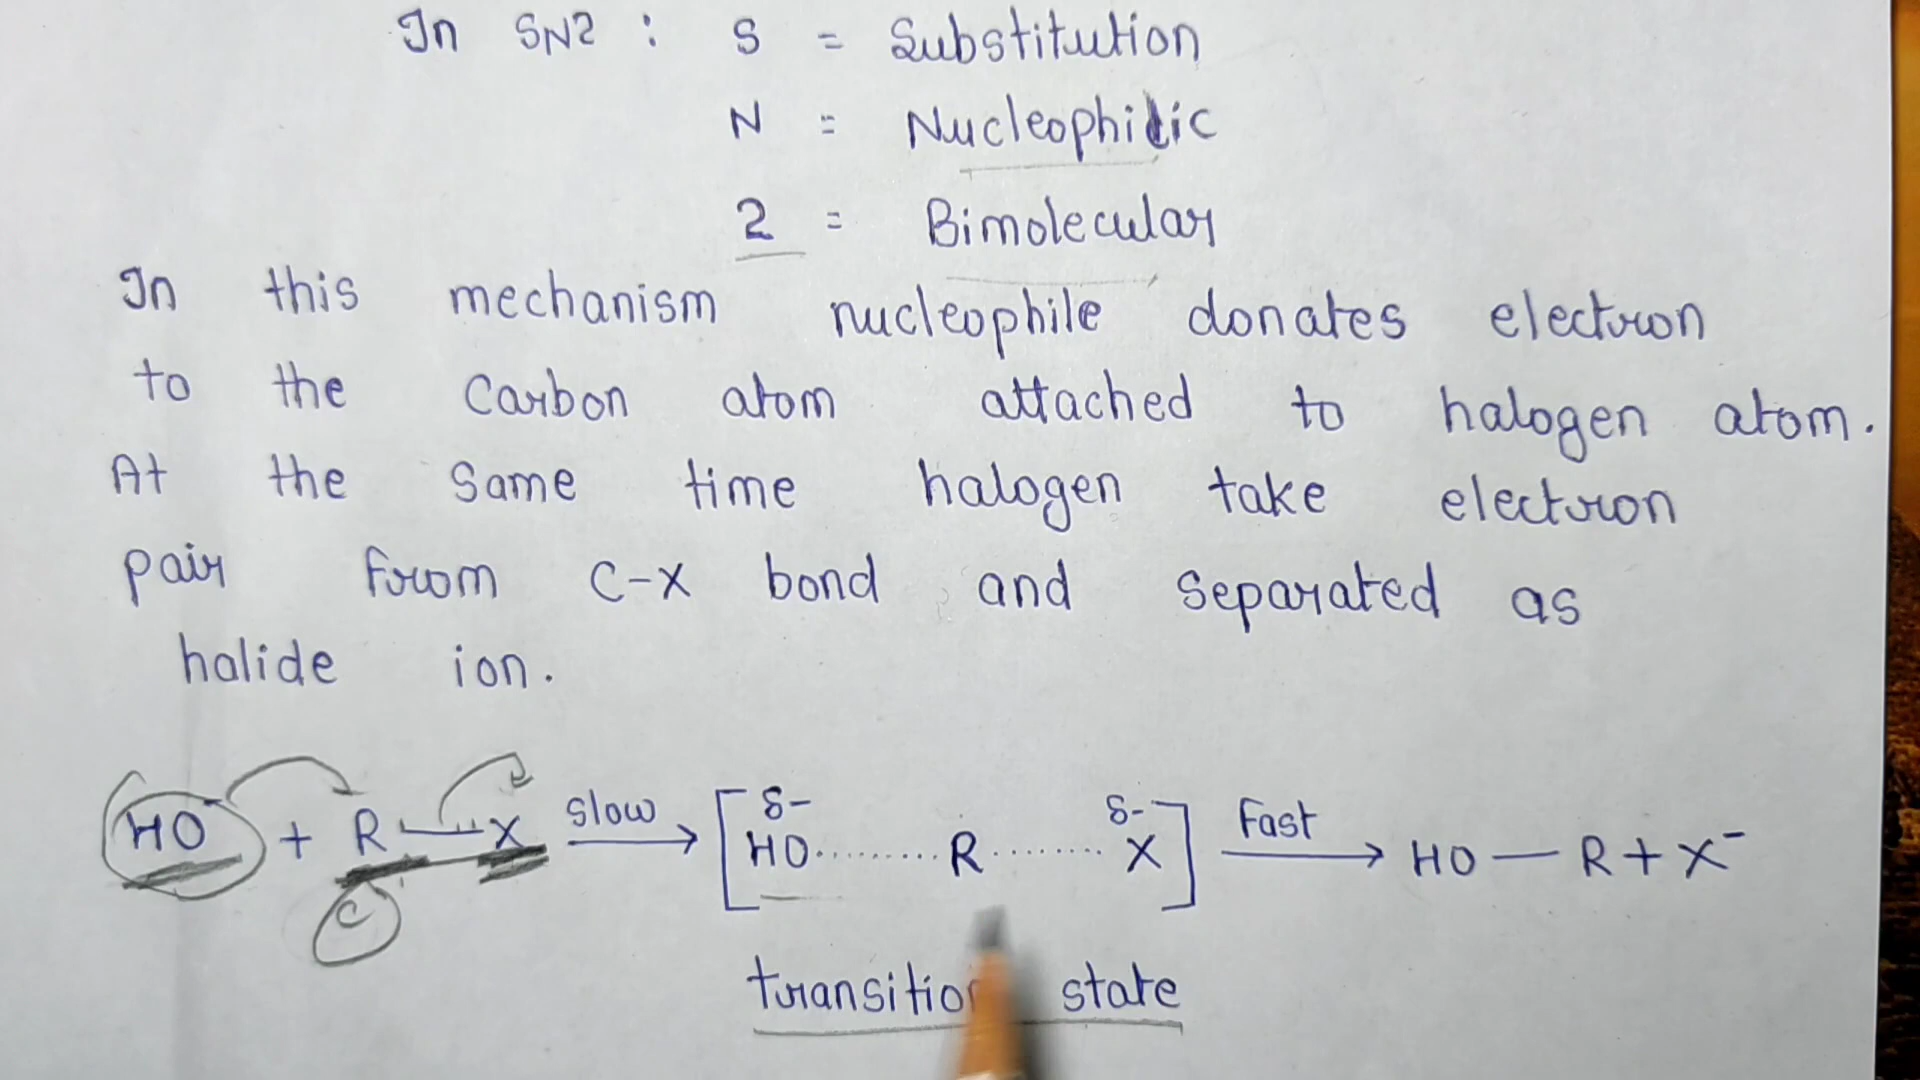 In SN2 : S = Substitution
N = Nucleophilic
2 = Bimolecular
In this mechanism nucleophile donates electron
to the carbon atom attached to halogen atom.
At the same time halogen take electron
pair from C-X bond and separated as
halide ion.
HO⁻ + R—X slow → [δ- HO........R........X δ-] Fast → HO — R + X⁻
C
transition state